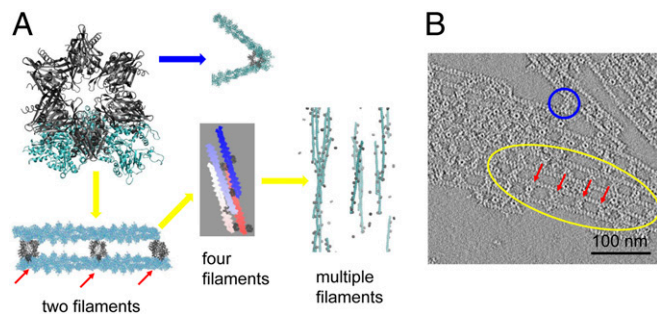 A
B
four
filaments
multiple
filaments
two filaments
100 nm